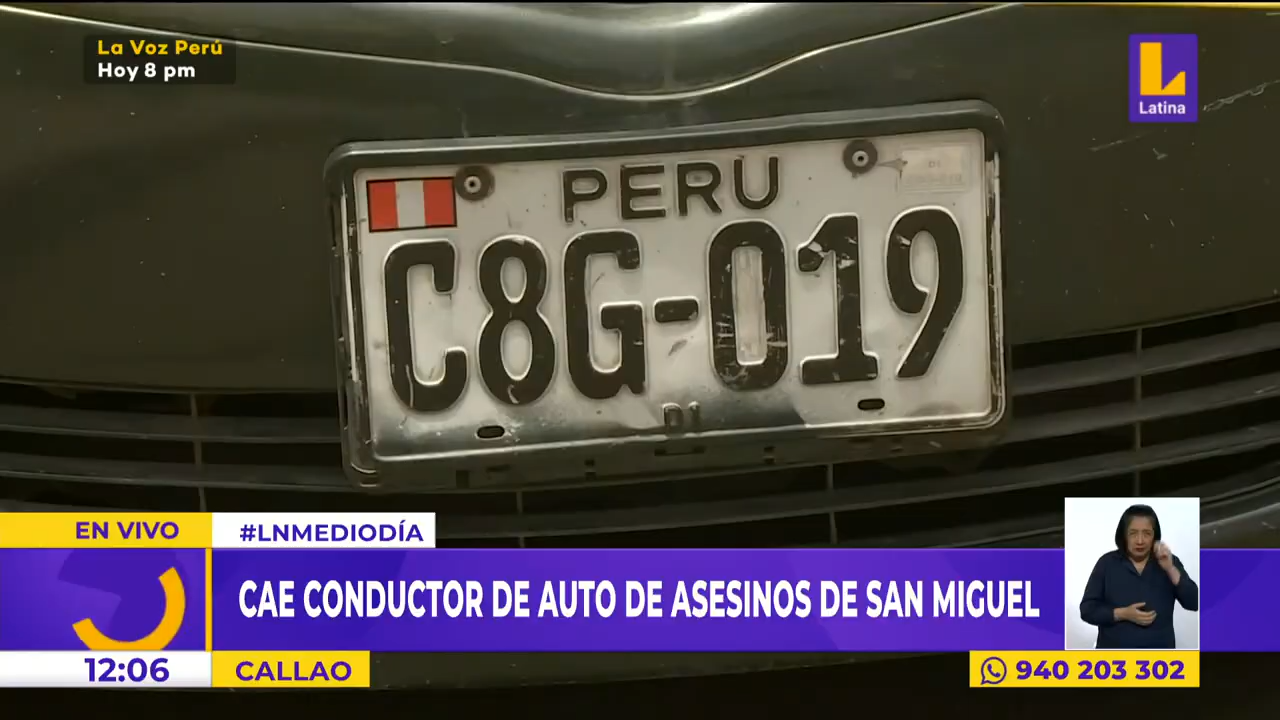 La Voz Perú
Hoy 8 pm
Latina
PERU
C8G-019
01
EN VIVO
#LNMEDIODÍA
CAE CONDUCTOR DE AUTO DE ASESINOS DE SAN MIGUEL
12:06
CALLAO
940 203 302